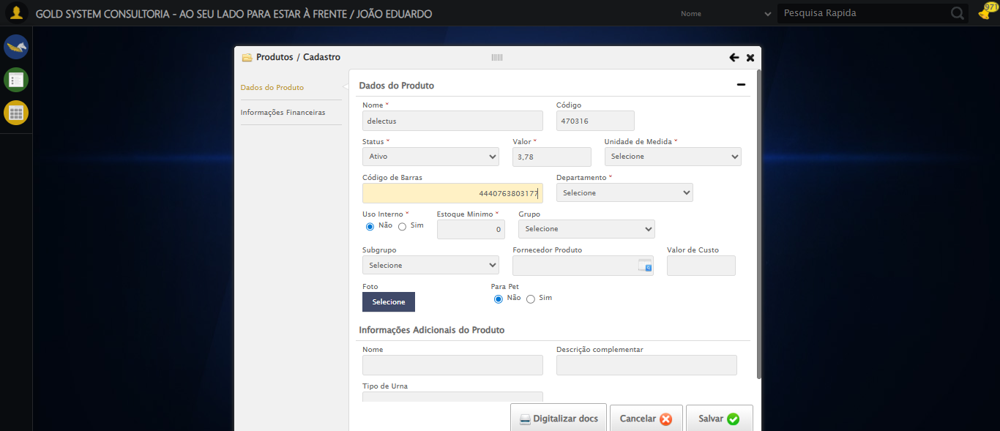 GOLD SYSTEM CONSULTORIA - AO SEU LADO PARA ESTAR À FRENTE / JOÃO EDUARDO
Nome
Pesquisa Rapida
971
Produtos / Cadastro
Dados do Produto
Informações Financeiras
Dados do Produto
Nome *
Código
delectus
470316
Status *
Valor *
Unidade de Medida *
Ativo
3,78
Selecione
Código de Barras
Departamento *
4440763803177
Selecione
Uso Interno *
Estoque Minimo *
Grupo
Não
Sim
0
Selecione
Subgrupo
Fornecedor Produto
Valor de Custo
Selecione
Foto
Para Pet
Selecione
Não
Sim
Informações Adicionais do Produto
Nome
Descrição complementar
Tipo de Urna
Digitalizar docs
Cancelar
Salvar